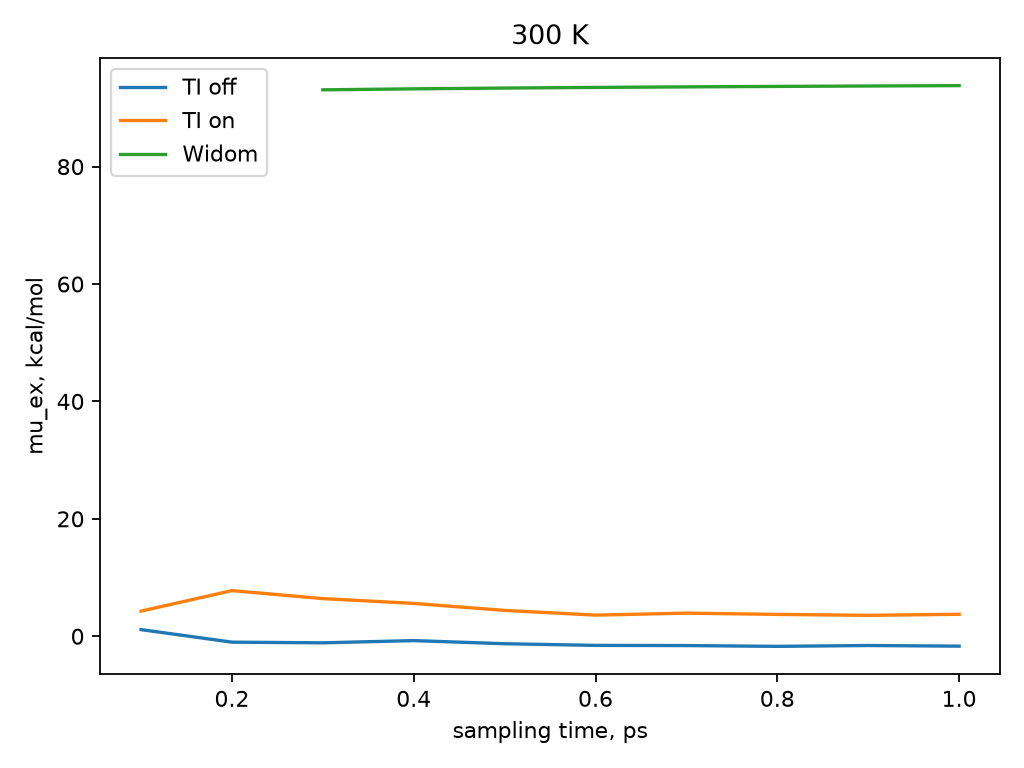 300 K
TI off
TI on
Widom
mu_ex, kcal/mol
80
60
40
20
0
0.2 0.4 0.6 0.8 1.0
sampling time, ps